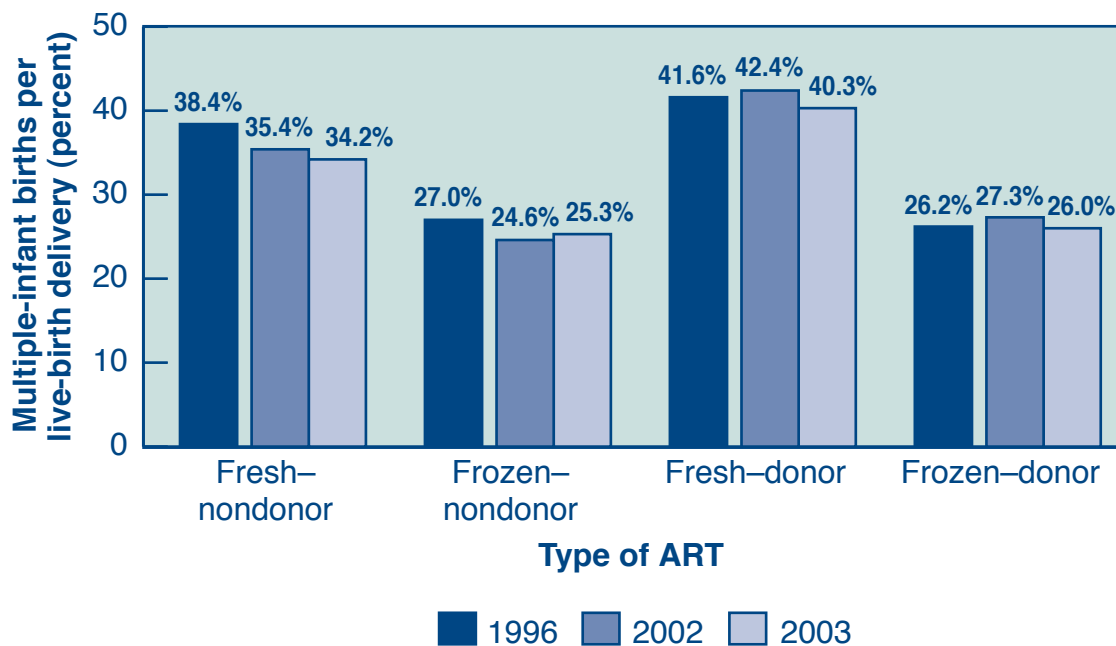 Multiple-infant births per
live-birth delivery (percent)
50
40
30
20
10
0
38.4%
35.4%
34.2%
27.0%
24.6%
25.3%
41.6%
42.4%
40.3%
26.2%
27.3%
26.0%
Fresh–
nondonor
Frozen–
nondonor
Fresh–donor
Frozen–donor
Type of ART
1996
2002
2003